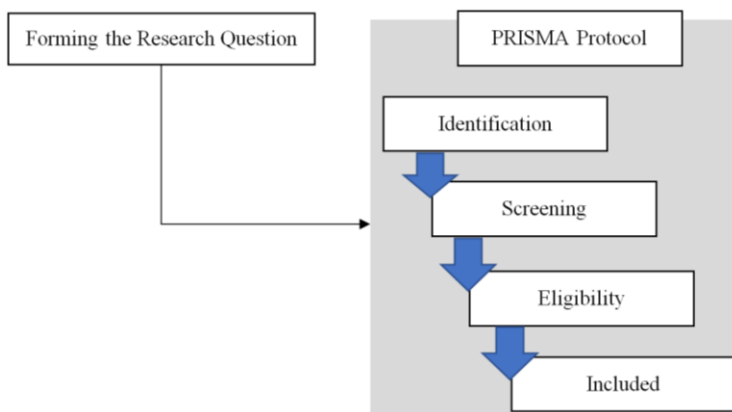 Forming the Research Question
PRISMA Protocol
Identification
Screening
Eligibility
Included